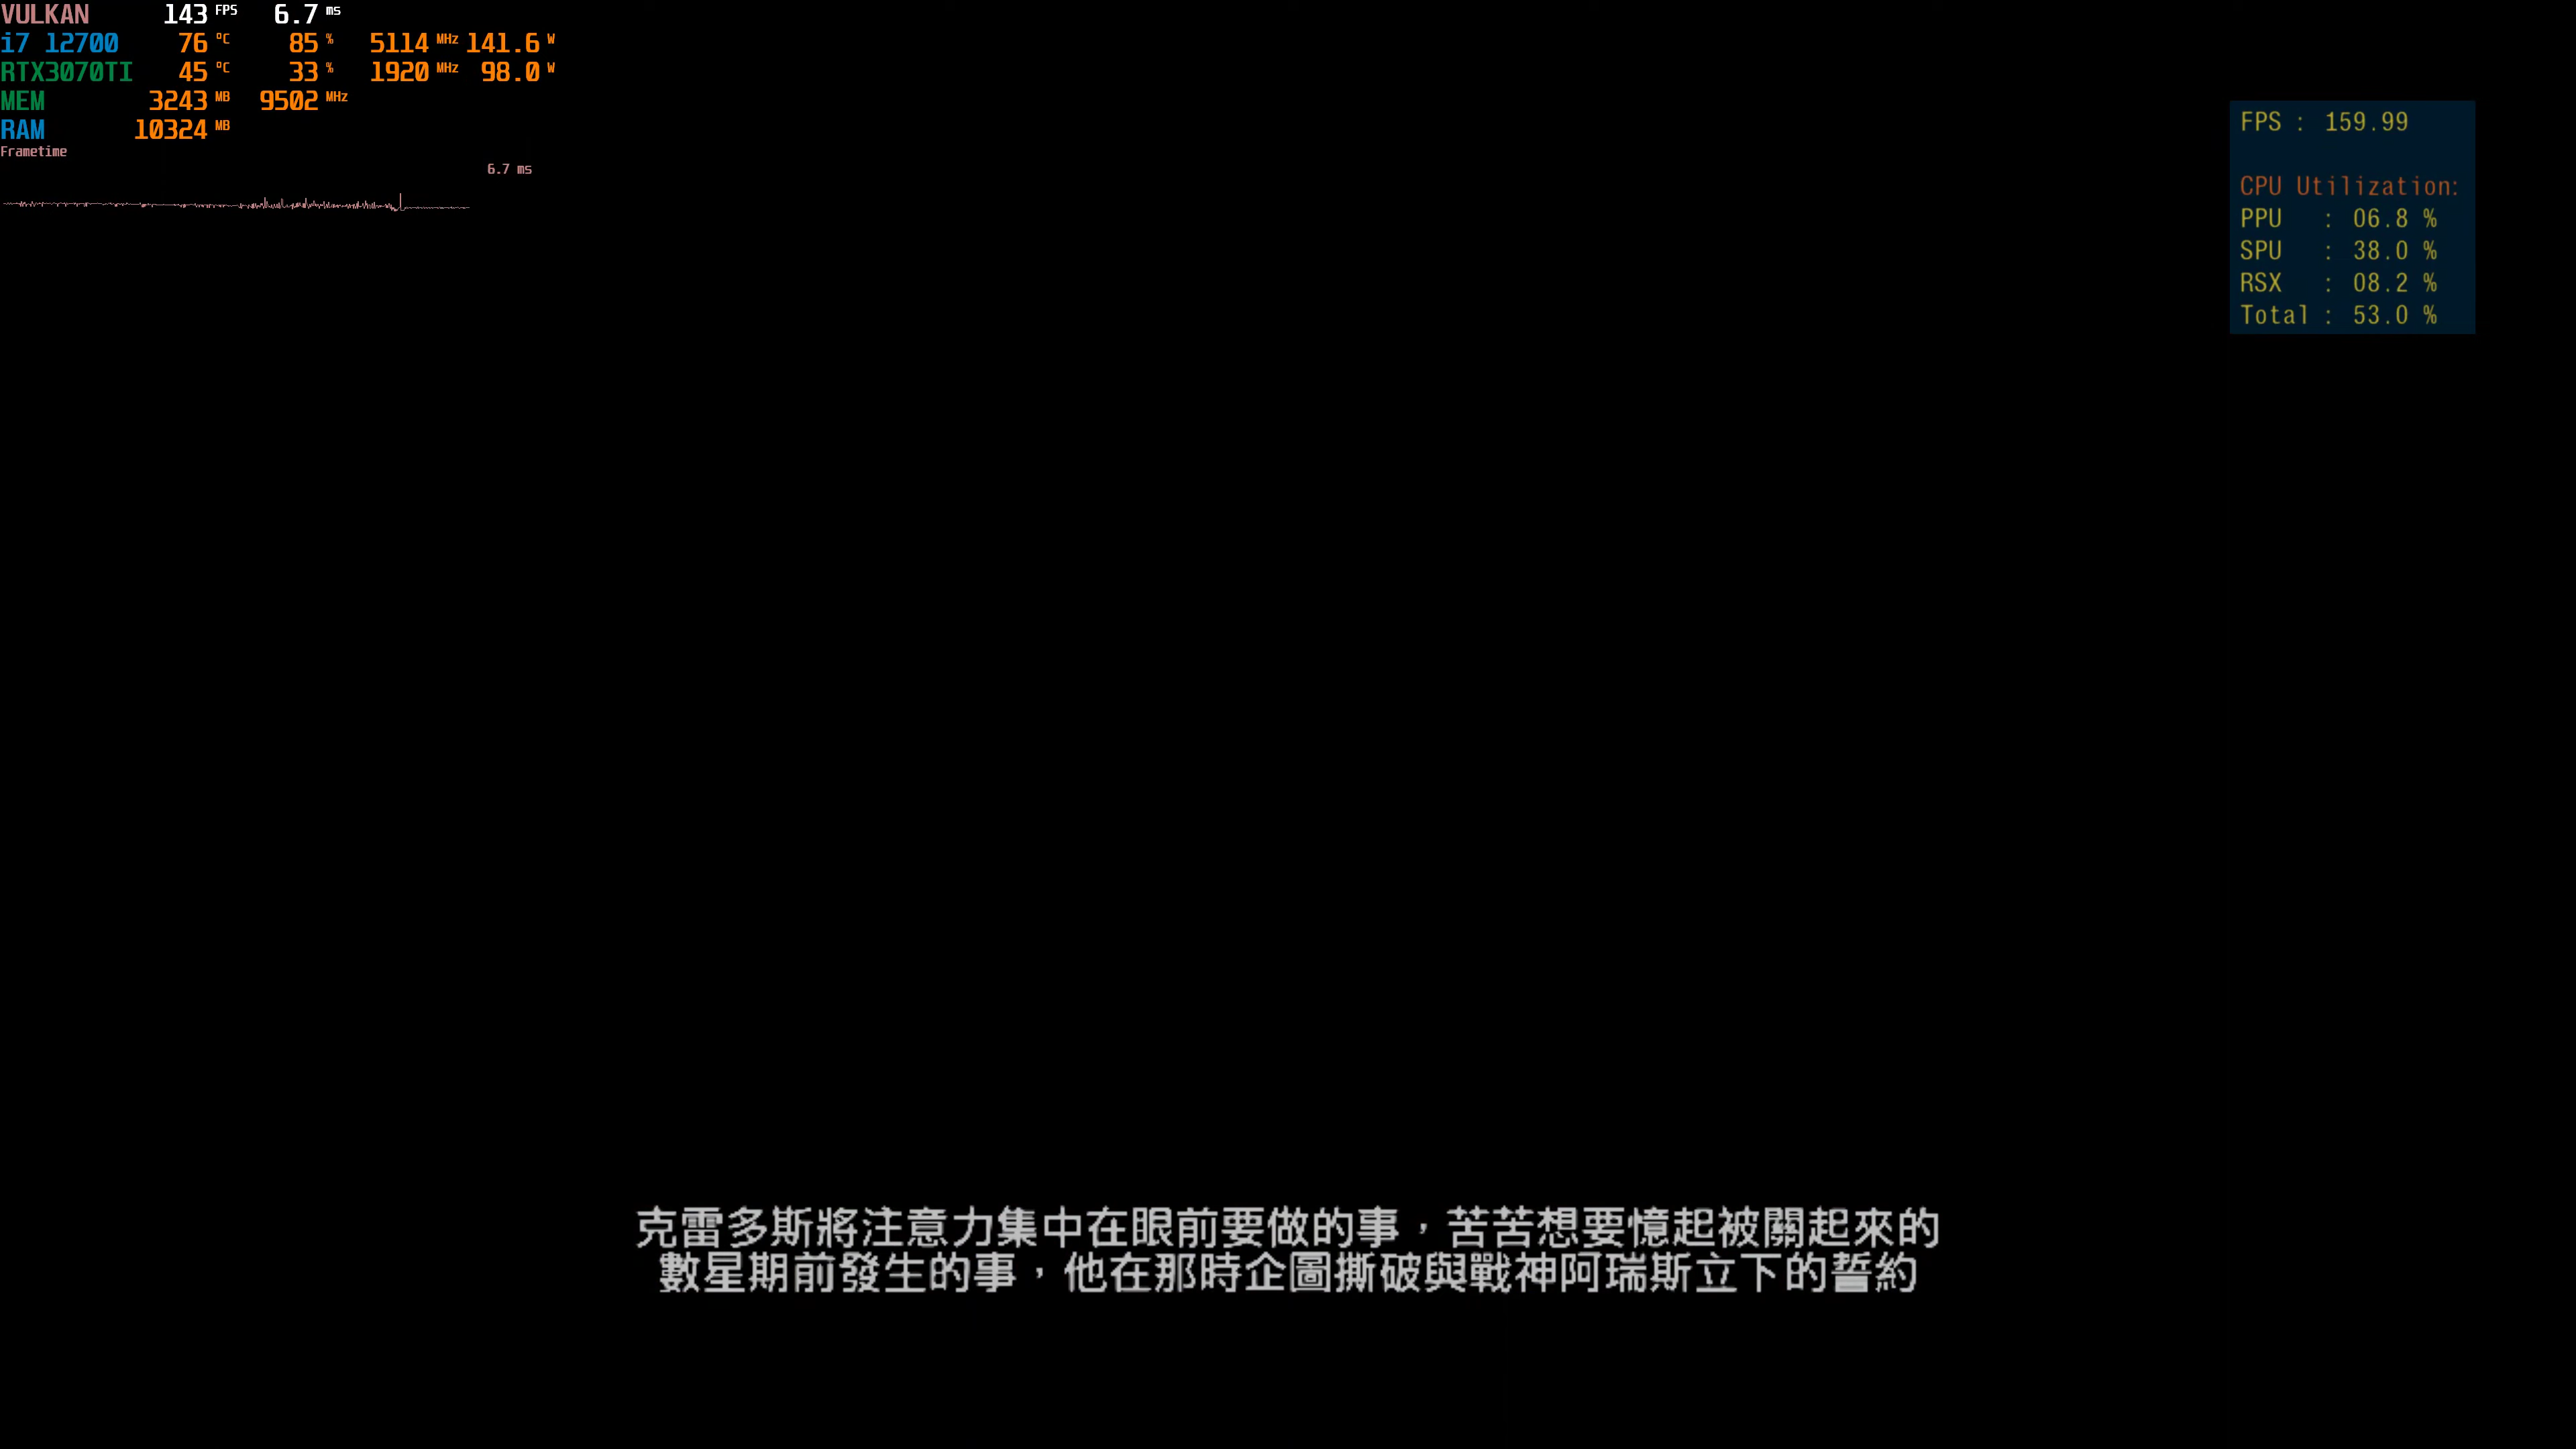 VULKAN 143 FPS 6.7 ms
i7 12700 76 °C 85 % 5114 MHz 141.6 W
RTX3070TI 45 °C 33 % 1920 MHz 98.0 W
MEM 3243 MB 9502 MHz
RAM 10324 MB
Frametime
6.7 ms
FPS : 159.99
CPU Utilization:
PPU : 06.8 %
SPU : 38.0 %
RSX : 08.2 %
Total : 53.0 %
克雷多斯將注意力集中在眼前要做的事，苦苦想要憶起被關起來的
數星期前發生的事，他在那時企圖撕破與戰神阿瑞斯立下的誓約